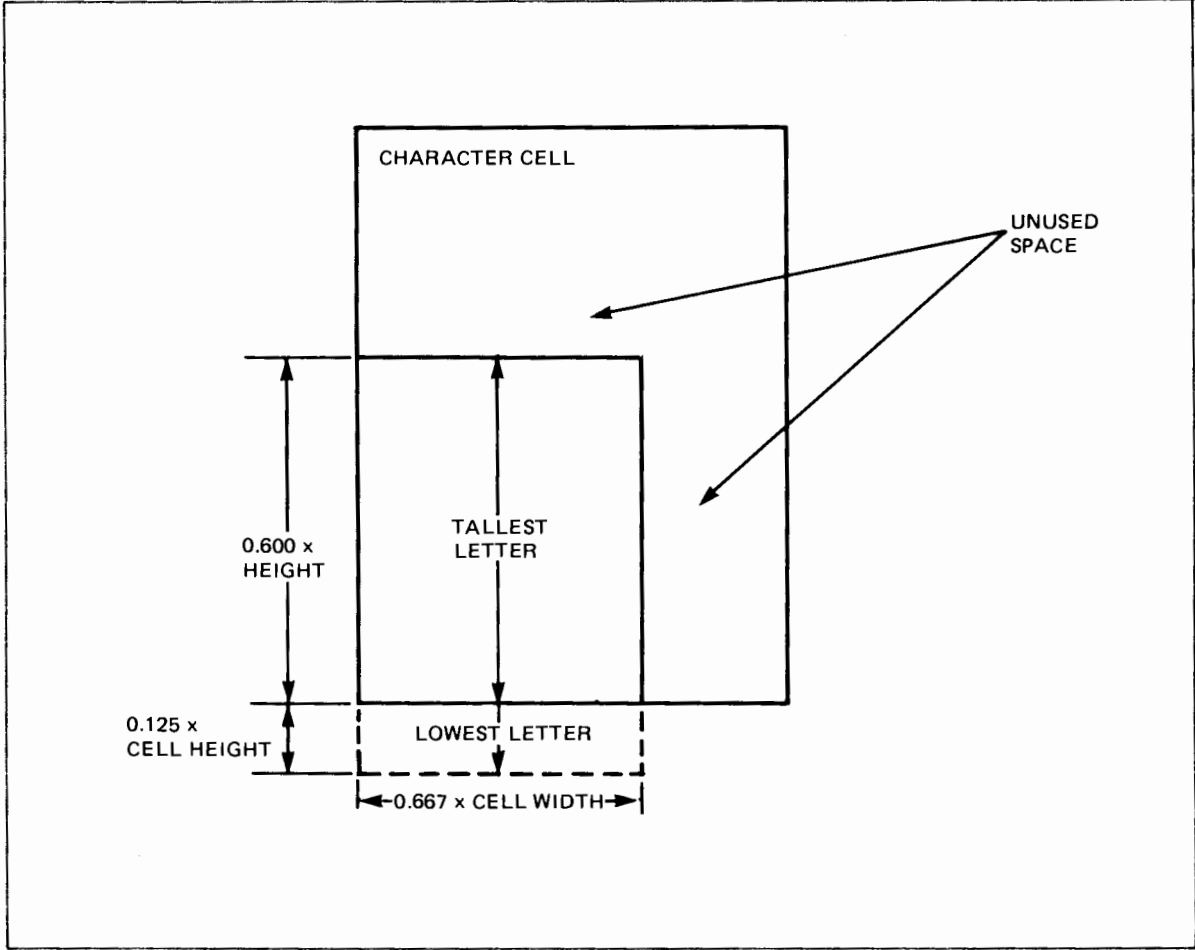 CHARACTER CELL
UNUSED
SPACE
TALLEST
LETTER
0.600 x
HEIGHT
0.125 x
CELL HEIGHT
LOWEST LETTER
0.667 x CELL WIDTH